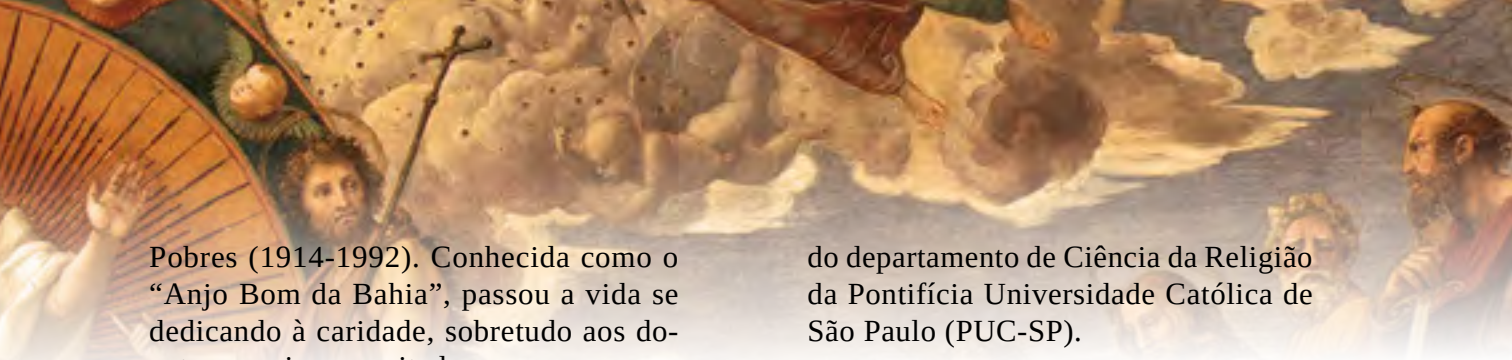 Pobres (1914-1992). Conhecida como o
“Anjo Bom da Bahia”, passou a vida se
dedicando à caridade, sobretudo aos do-
do departamento de Ciência da Religião
da Pontifícia Universidade Católica de
São Paulo (PUC-SP).